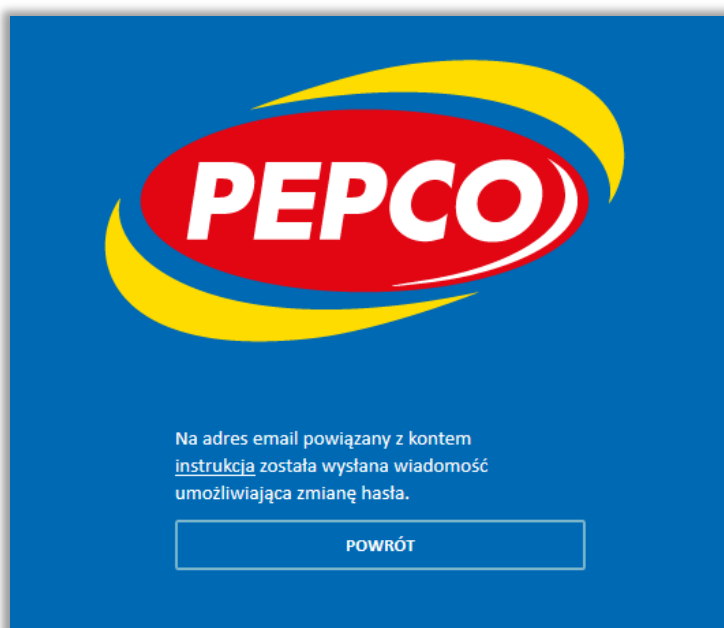 PEPCO
Na adres email powiązany z kontem
instrukcja została wysłana wiadomość
umożliwiająca zmianę hasła.
POWRÓT